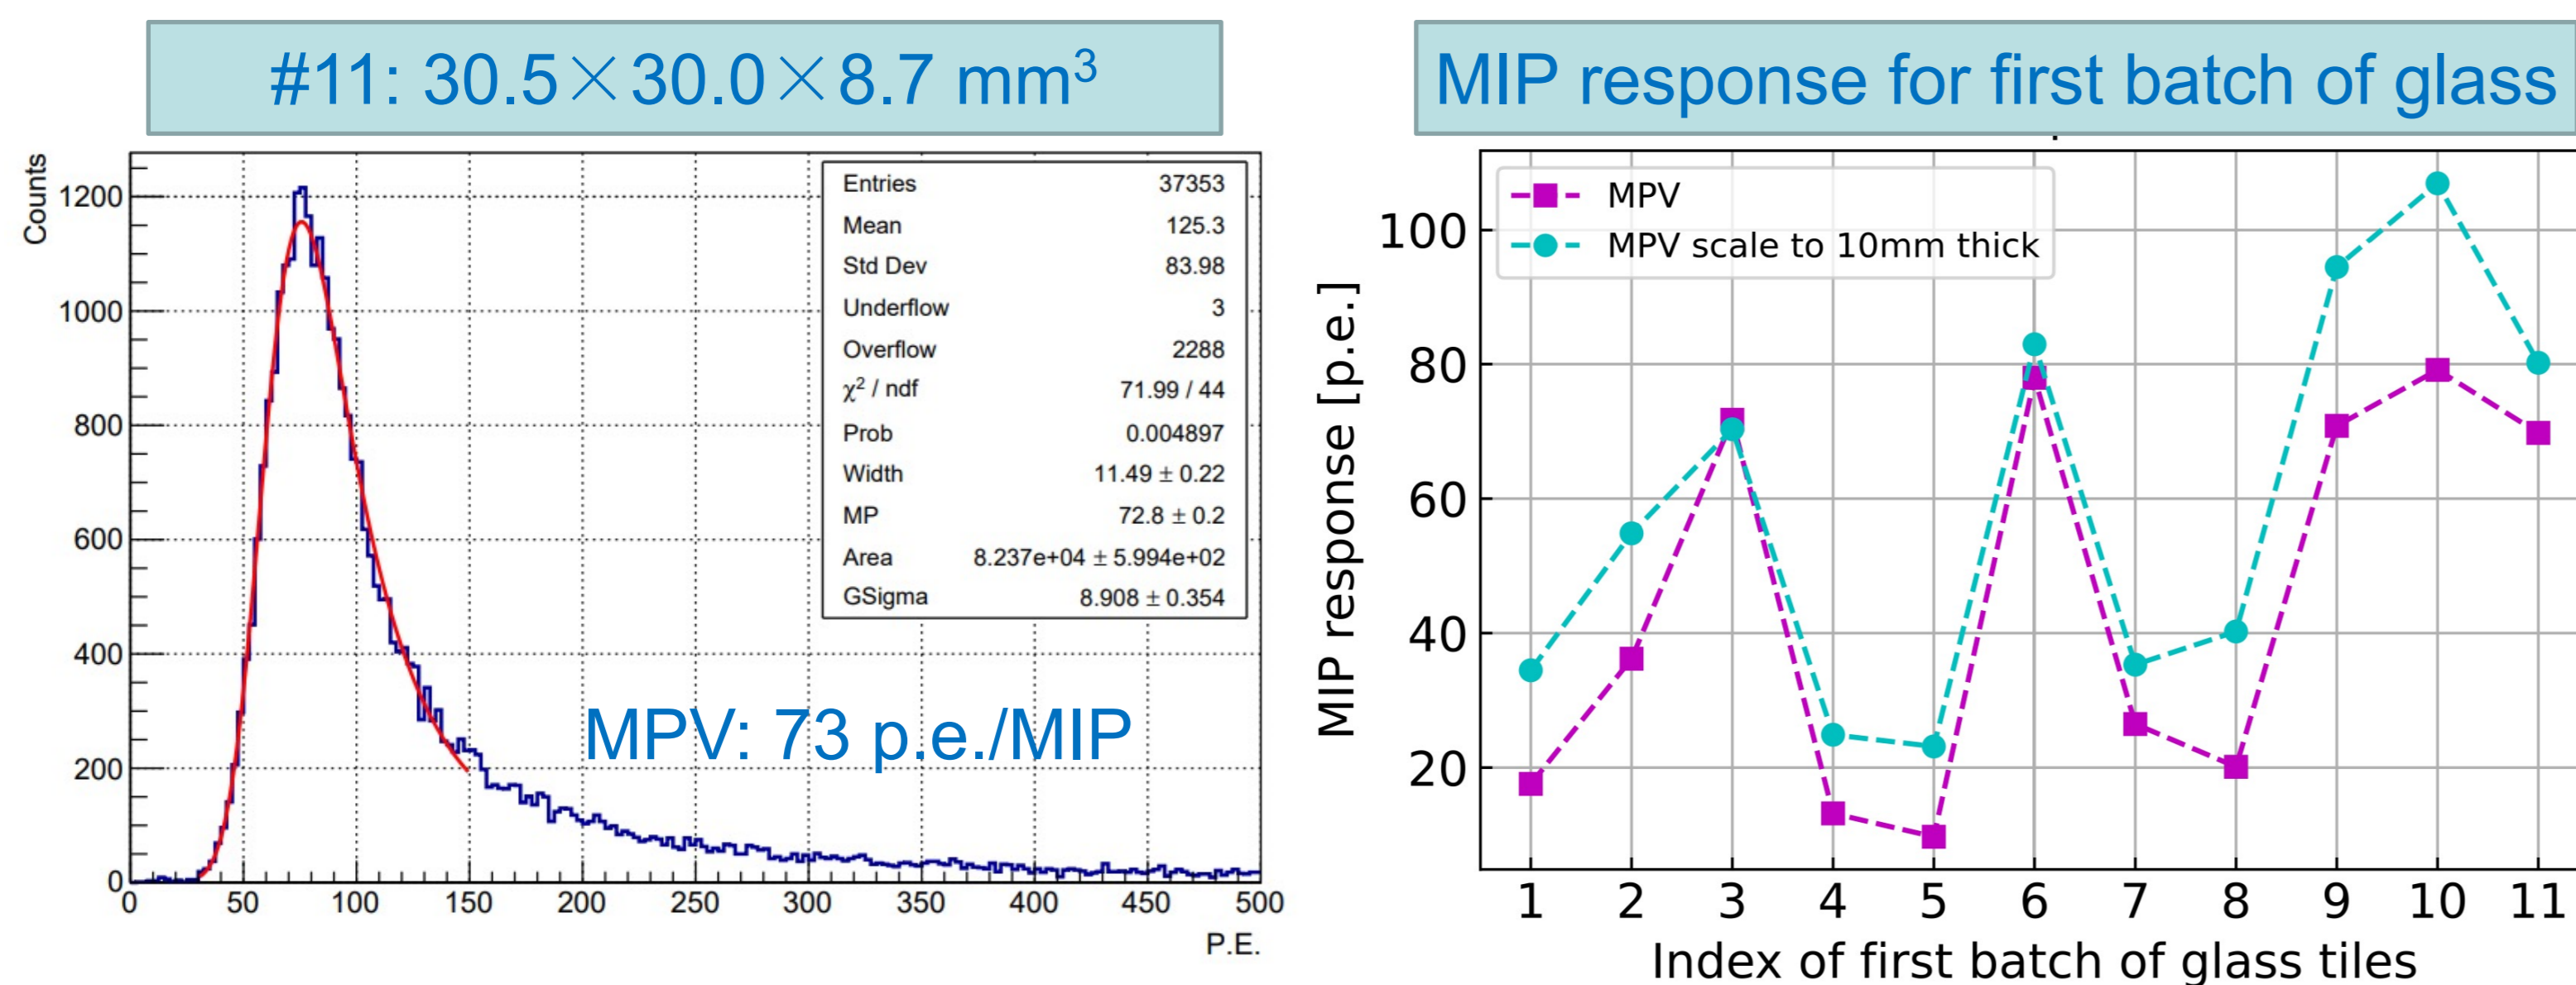 #11: 30.5×30.0×8.7 mm³
Counts
1200
1000
800
600
400
200
0
Entries 37353
Mean 125.3
Std Dev 83.98
Underflow 3
Overflow 2288
χ² / ndf 71.99 / 44
Prob 0.004897
Width 11.49 ± 0.22
MP 72.8 ± 0.2
Area 8.237e+04 ± 5.994e+02
GSigma 8.908 ± 0.354
MPV: 73 p.e./MIP
0 50 100 150 200 250 300 350 400 450 500
P.E.
MIP response for first batch of glass
MPV
MPV scale to 10mm thick
MIP response [p.e.]
100
80
60
40
20
1 2 3 4 5 6 7 8 9 10 11
Index of first batch of glass tiles